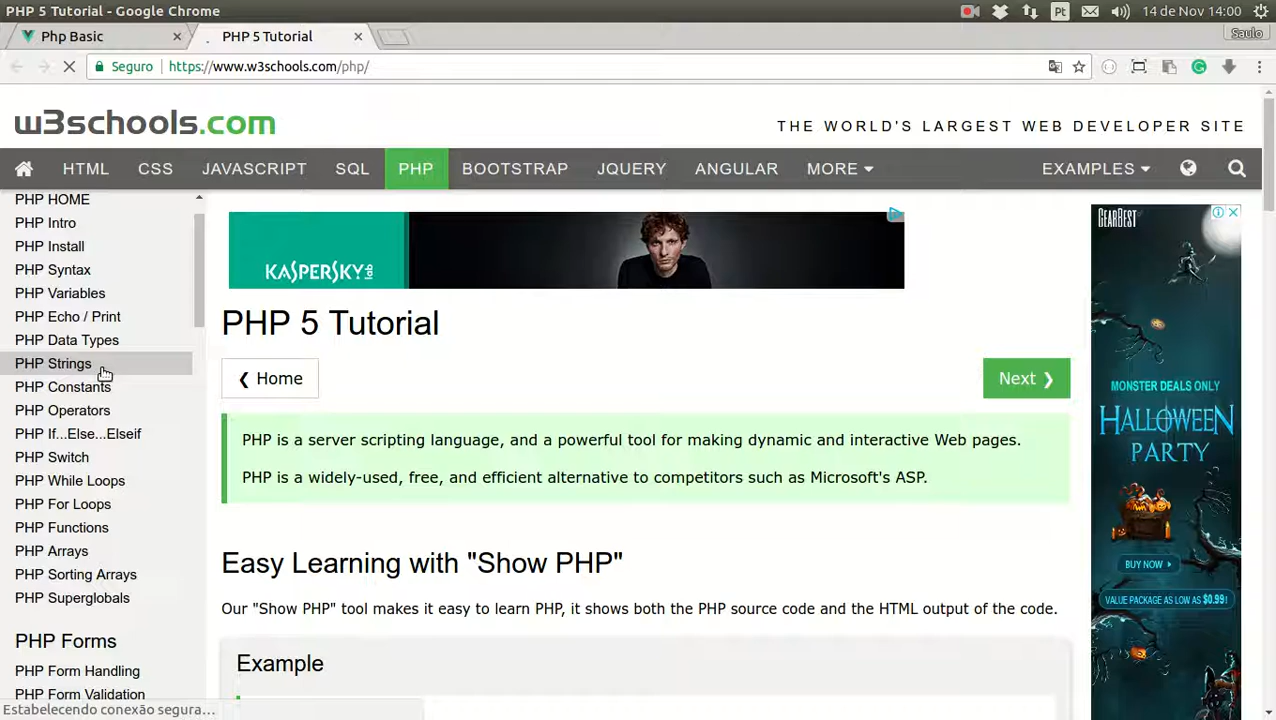 PHP 5 Tutorial - Google Chrome
Pt
14 de Nov 14:00
Php Basic
PHP 5 Tutorial
Saulo
Seguro
https://www.w3schools.com/php/
w3schools.com
THE WORLD'S LARGEST WEB DEVELOPER SITE
HTML CSS JAVASCRIPT SQL PHP BOOTSTRAP JQUERY ANGULAR MORE EXAMPLES
PHP HOME
PHP Intro
PHP Install
PHP Syntax
PHP Variables
PHP Echo / Print
PHP Data Types
PHP Strings
PHP Constants
PHP Operators
PHP If...Else...Elseif
PHP Switch
PHP While Loops
PHP For Loops
PHP Functions
PHP Arrays
PHP Sorting Arrays
PHP Superglobals
PHP Forms
PHP Form Handling
PHP Form Validation
Estabelecendo conexão segura...
KASPERSKY lab
PHP 5 Tutorial
❮ Home
Next ❯
PHP is a server scripting language, and a powerful tool for making dynamic and interactive Web pages.
PHP is a widely-used, free, and efficient alternative to competitors such as Microsoft's ASP.
Easy Learning with "Show PHP"
Our "Show PHP" tool makes it easy to learn PHP, it shows both the PHP source code and the HTML output of the code.
Example
GEARBEST
MONSTER DEALS ONLY
HALLOWEEN
PARTY
BUY NOW
VALUE PACKAGE AS LOW AS $0.99!